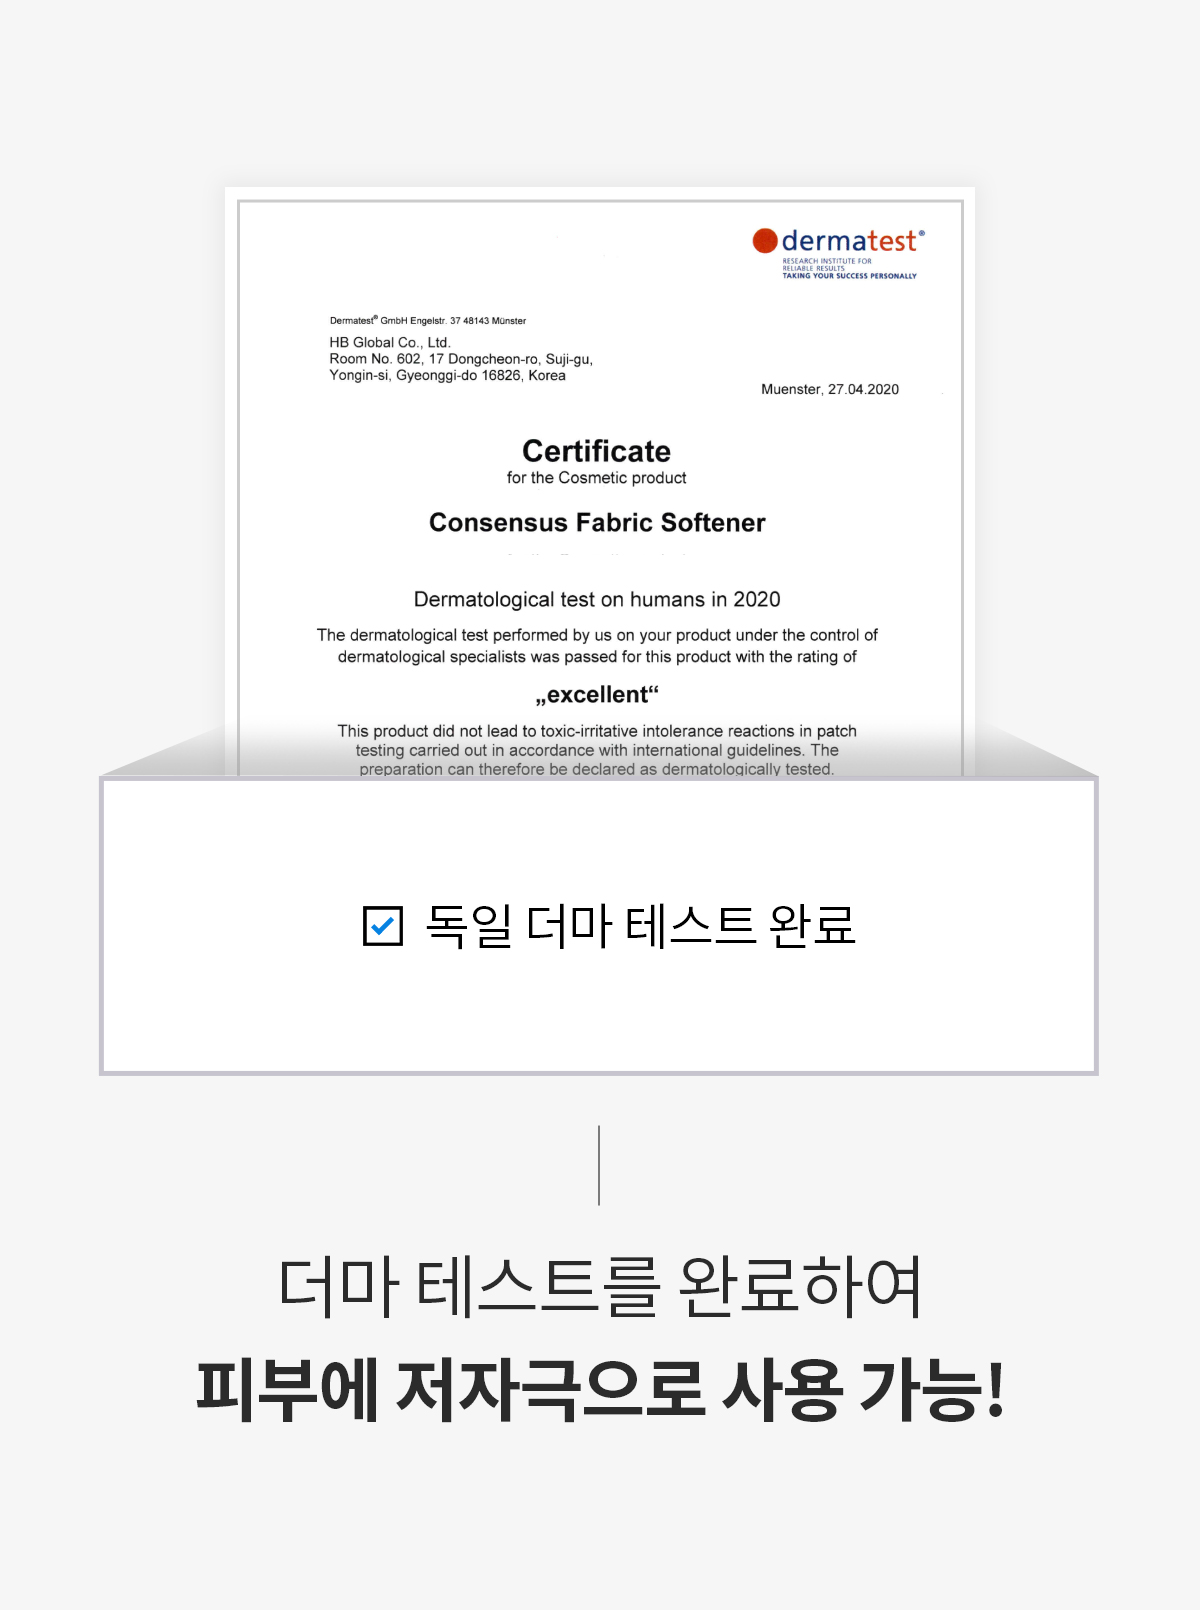 dermatest®
RESEARCH INSTITUTE FOR
RELIABLE RESULTS
TAKING YOUR SUCCESS PERSONALLY
Dermatest® GmbH Engelstr. 37 48143 Münster
HB Global Co., Ltd.
Room No. 602, 17 Dongcheon-ro, Suji-gu,
Yongin-si, Gyeonggi-do 16826, Korea
Muenster, 27.04.2020
Certificate
for the Cosmetic product
Consensus Fabric Softener
Dermatological test on humans in 2020
The dermatological test performed by us on your product under the control of
dermatological specialists was passed for this product with the rating of
„excellent“
This product did not lead to toxic-irritative intolerance reactions in patch
testing carried out in accordance with international guidelines. The
preparation can therefore be declared as dermatologically tested.
독일 더마 테스트 완료
더마 테스트를 완료하여
피부에 저자극으로 사용 가능!